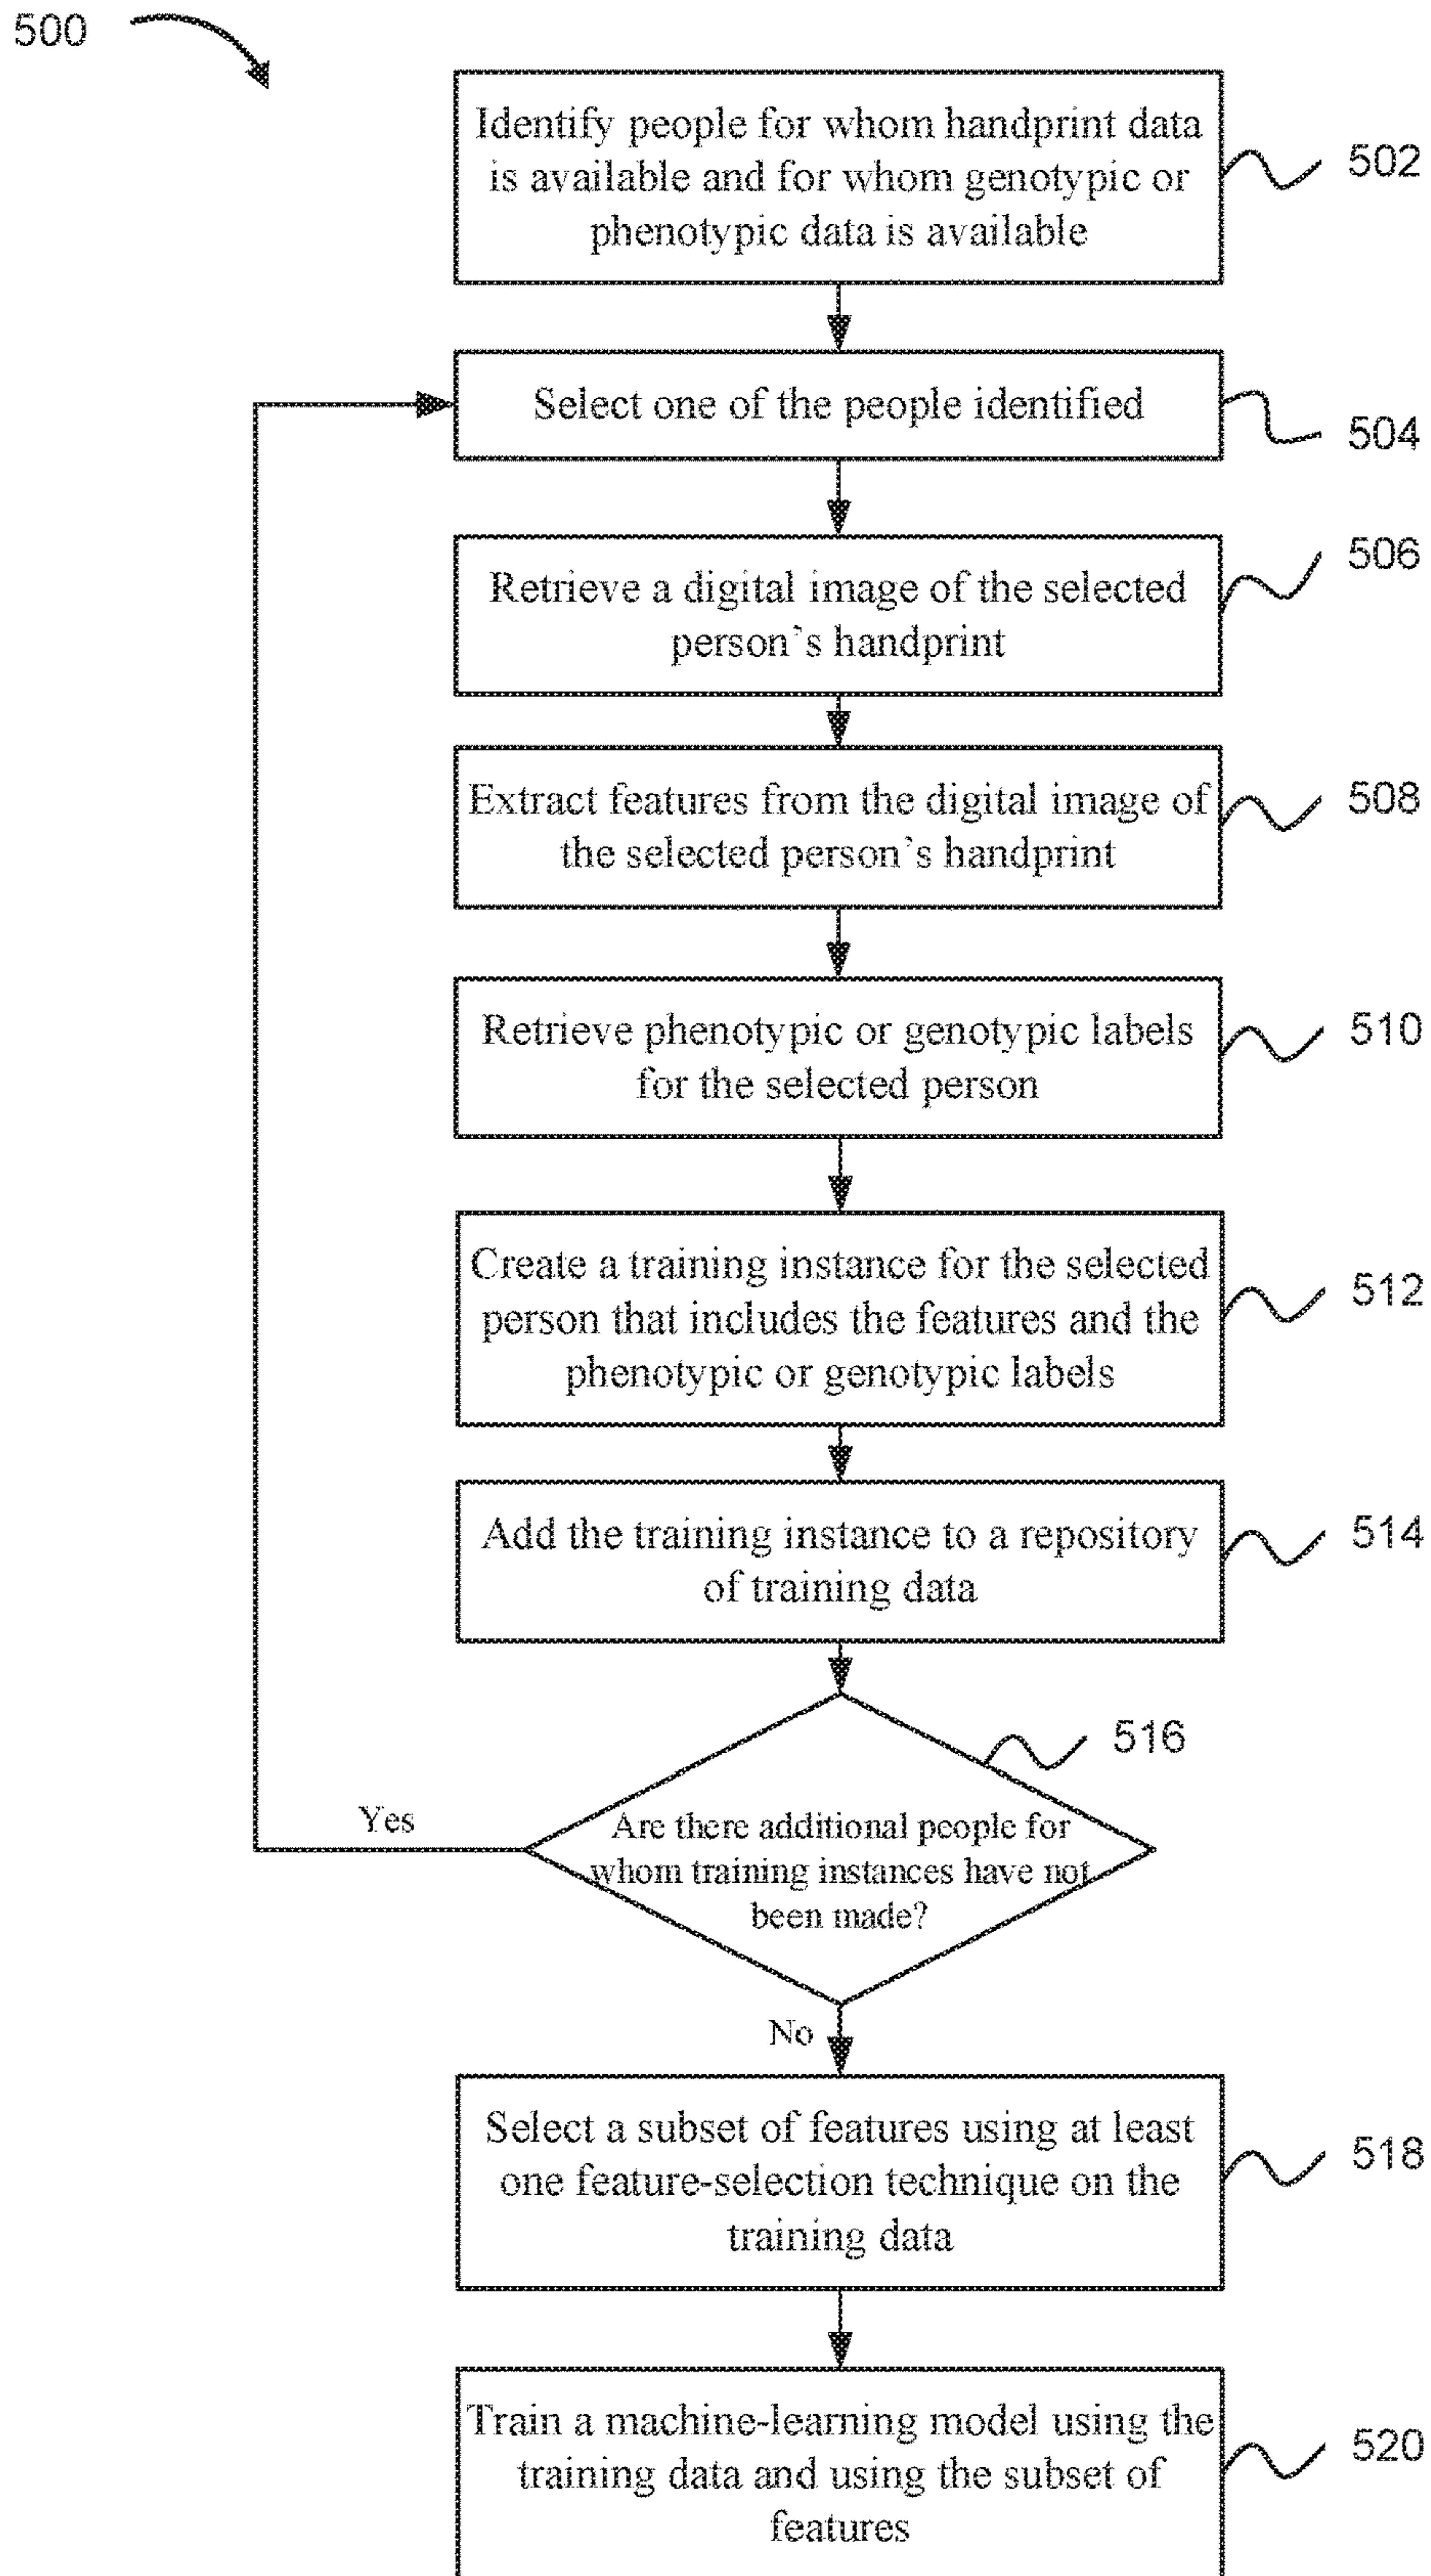 500
Identify people for whom handprint data
is available and for whom genotypic or
phenotypic data is available
502
Select one of the people identified
504
Retrieve a digital image of the selected
person's handprint
506
Extract features from the digital image of
the selected person's handprint
508
Retrieve phenotypic or genotypic labels
for the selected person
510
Create a training instance for the selected
person that includes the features and the
phenotypic or genotypic labels
512
Add the training instance to a repository
of training data
514
516
Are there additional people for
whom training instances have not
been made?
Yes
No
Select a subset of features using at least
one feature-selection technique on the
training data
518
Train a machine-learning model using the
training data and using the subset of
features
520